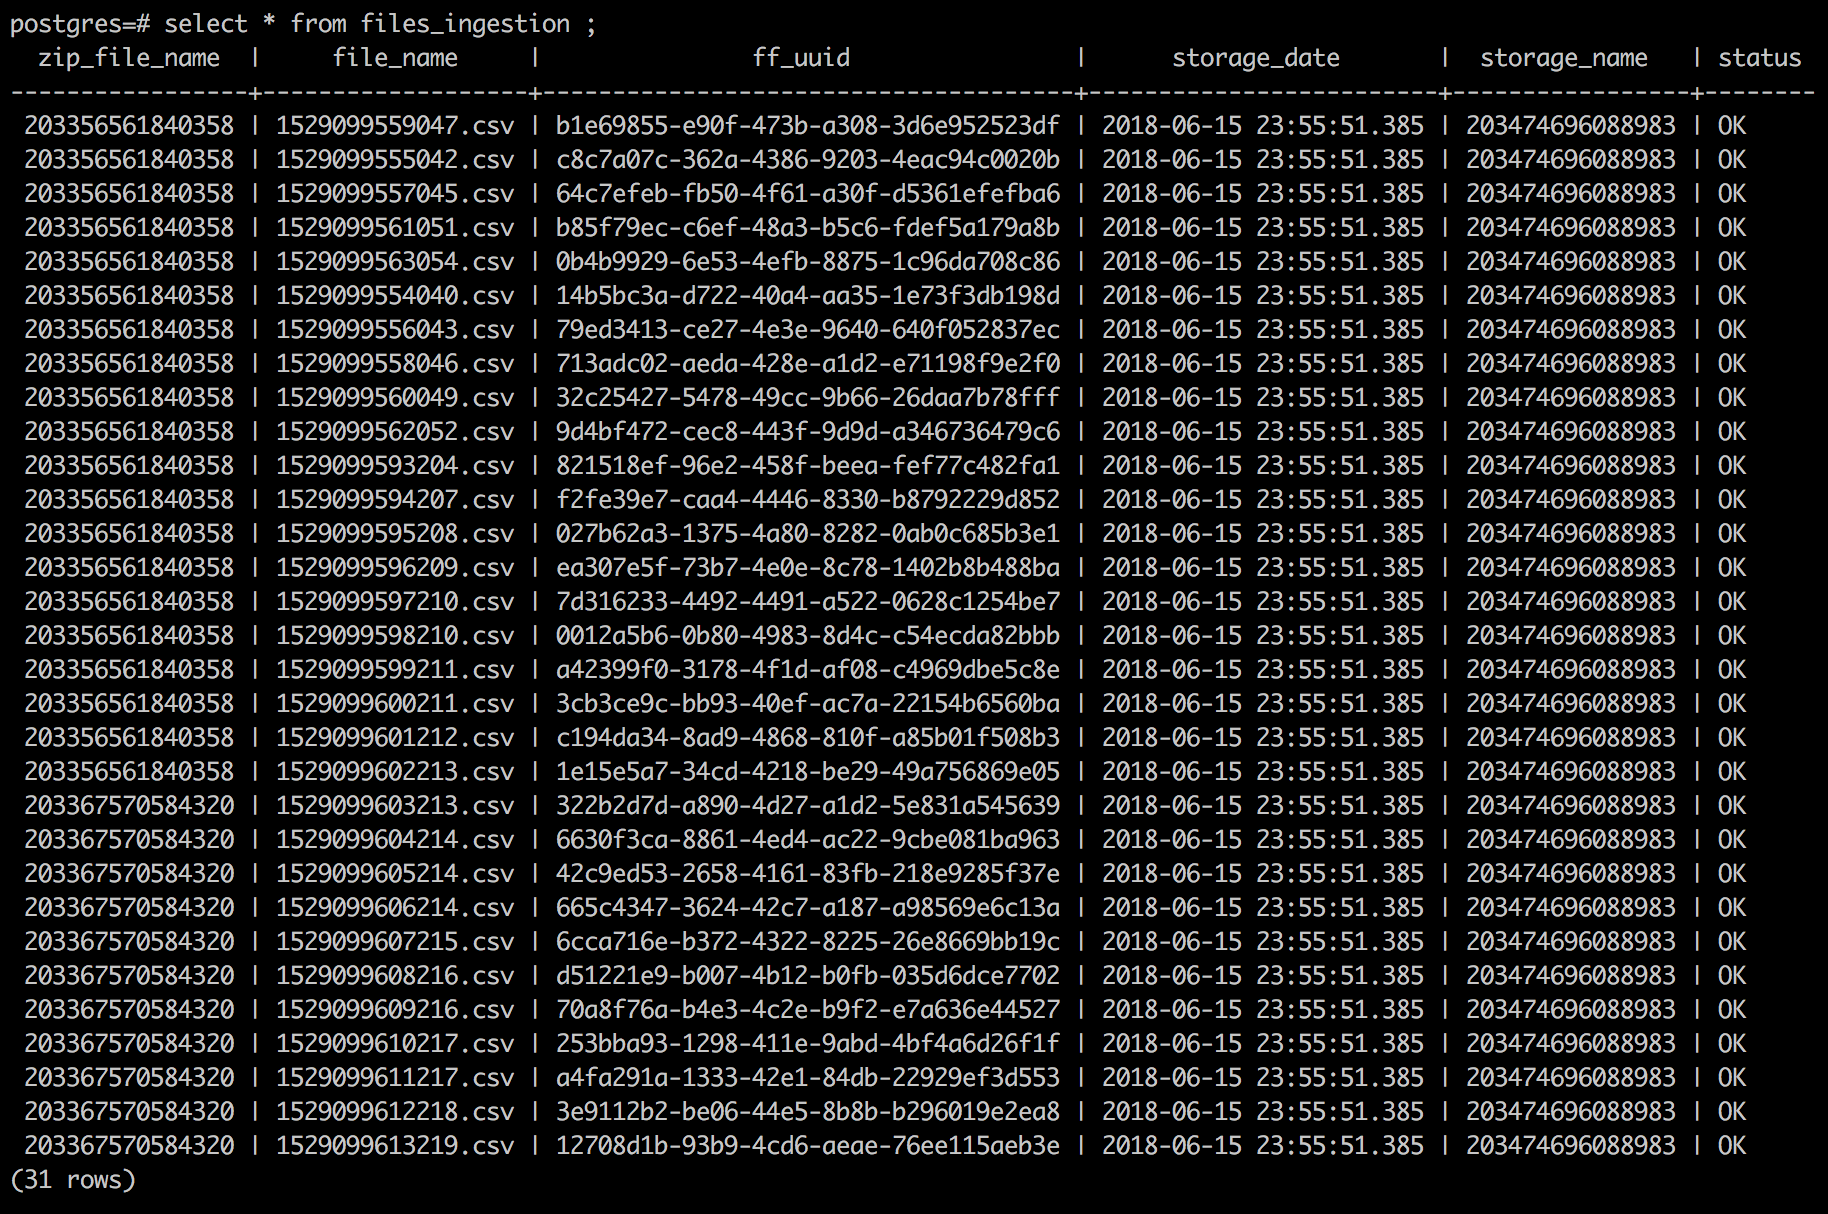 postgres=# select * from files_ingestion ;
  zip_file_name  |     file_name     |               ff_uuid                |      storage_date       |  storage_name   | status
-----------------+-------------------+--------------------------------------+-------------------------+-----------------+--------
 203356561840358 | 1529099559047.csv | b1e69855-e90f-473b-a308-3d6e952523df | 2018-06-15 23:55:51.385 | 203474696088983 | OK
 203356561840358 | 1529099555042.csv | c8c7a07c-362a-4386-9203-4eac94c0020b | 2018-06-15 23:55:51.385 | 203474696088983 | OK
 203356561840358 | 1529099557045.csv | 64c7efeb-fb50-4f61-a30f-d5361efefba6 | 2018-06-15 23:55:51.385 | 203474696088983 | OK
 203356561840358 | 1529099561051.csv | b85f79ec-c6ef-48a3-b5c6-fdef5a179a8b | 2018-06-15 23:55:51.385 | 203474696088983 | OK
 203356561840358 | 1529099563054.csv | 0b4b9929-6e53-4efb-8875-1c96da708c86 | 2018-06-15 23:55:51.385 | 203474696088983 | OK
 203356561840358 | 1529099554040.csv | 14b5bc3a-d722-40a4-aa35-1e73f3db198d | 2018-06-15 23:55:51.385 | 203474696088983 | OK
 203356561840358 | 1529099556043.csv | 79ed3413-ce27-4e3e-9640-640f052837ec | 2018-06-15 23:55:51.385 | 203474696088983 | OK
 203356561840358 | 1529099558046.csv | 713adc02-aeda-428e-a1d2-e71198f9e2f0 | 2018-06-15 23:55:51.385 | 203474696088983 | OK
 203356561840358 | 1529099560049.csv | 32c25427-5478-49cc-9b66-26daa7b78fff | 2018-06-15 23:55:51.385 | 203474696088983 | OK
 203356561840358 | 1529099562052.csv | 9d4bf472-cec8-443f-9d9d-a346736479c6 | 2018-06-15 23:55:51.385 | 203474696088983 | OK
 203356561840358 | 1529099593204.csv | 821518ef-96e2-458f-beea-fef77c482fa1 | 2018-06-15 23:55:51.385 | 203474696088983 | OK
 203356561840358 | 1529099594207.csv | f2fe39e7-caa4-4446-8330-b8792229d852 | 2018-06-15 23:55:51.385 | 203474696088983 | OK
 203356561840358 | 1529099595208.csv | 027b62a3-1375-4a80-8282-0ab0c685b3e1 | 2018-06-15 23:55:51.385 | 203474696088983 | OK
 203356561840358 | 1529099596209.csv | ea307e5f-73b7-4e0e-8c78-1402b8b488ba | 2018-06-15 23:55:51.385 | 203474696088983 | OK
 203356561840358 | 1529099597210.csv | 7d316233-4492-4491-a522-0628c1254be7 | 2018-06-15 23:55:51.385 | 203474696088983 | OK
 203356561840358 | 1529099598210.csv | 0012a5b6-0b80-4983-8d4c-c54ecda82bbb | 2018-06-15 23:55:51.385 | 203474696088983 | OK
 203356561840358 | 1529099599211.csv | a42399f0-3178-4f1d-af08-c4969dbe5c8e | 2018-06-15 23:55:51.385 | 203474696088983 | OK
 203356561840358 | 1529099600211.csv | 3cb3ce9c-bb93-40ef-ac7a-22154b6560ba | 2018-06-15 23:55:51.385 | 203474696088983 | OK
 203356561840358 | 1529099601212.csv | c194da34-8ad9-4868-810f-a85b01f508b3 | 2018-06-15 23:55:51.385 | 203474696088983 | OK
 203356561840358 | 1529099602213.csv | 1e15e5a7-34cd-4218-be29-49a756869e05 | 2018-06-15 23:55:51.385 | 203474696088983 | OK
 203367570584320 | 1529099603213.csv | 322b2d7d-a890-4d27-a1d2-5e831a545639 | 2018-06-15 23:55:51.385 | 203474696088983 | OK
 203367570584320 | 1529099604214.csv | 6630f3ca-8861-4ed4-ac22-9cbe081ba963 | 2018-06-15 23:55:51.385 | 203474696088983 | OK
 203367570584320 | 1529099605214.csv | 42c9ed53-2658-4161-83fb-218e9285f37e | 2018-06-15 23:55:51.385 | 203474696088983 | OK
 203367570584320 | 1529099606214.csv | 665c4347-3624-42c7-a187-a98569e6c13a | 2018-06-15 23:55:51.385 | 203474696088983 | OK
 203367570584320 | 1529099607215.csv | 6cca716e-b372-4322-8225-26e8669bb19c | 2018-06-15 23:55:51.385 | 203474696088983 | OK
 203367570584320 | 1529099608216.csv | d51221e9-b007-4b12-b0fb-035d6dce7702 | 2018-06-15 23:55:51.385 | 203474696088983 | OK
 203367570584320 | 1529099609216.csv | 70a8f76a-b4e3-4c2e-b9f2-e7a636e44527 | 2018-06-15 23:55:51.385 | 203474696088983 | OK
 203367570584320 | 1529099610217.csv | 253bba93-1298-411e-9abd-4bf4a6d26f1f | 2018-06-15 23:55:51.385 | 203474696088983 | OK
 203367570584320 | 1529099611217.csv | a4fa291a-1333-42e1-84db-22929ef3d553 | 2018-06-15 23:55:51.385 | 203474696088983 | OK
 203367570584320 | 1529099612218.csv | 3e9112b2-be06-44e5-8b8b-b296019e2ea8 | 2018-06-15 23:55:51.385 | 203474696088983 | OK
 203367570584320 | 1529099613219.csv | 12708d1b-93b9-4cd6-aeae-76ee115aeb3e | 2018-06-15 23:55:51.385 | 203474696088983 | OK
(31 rows)